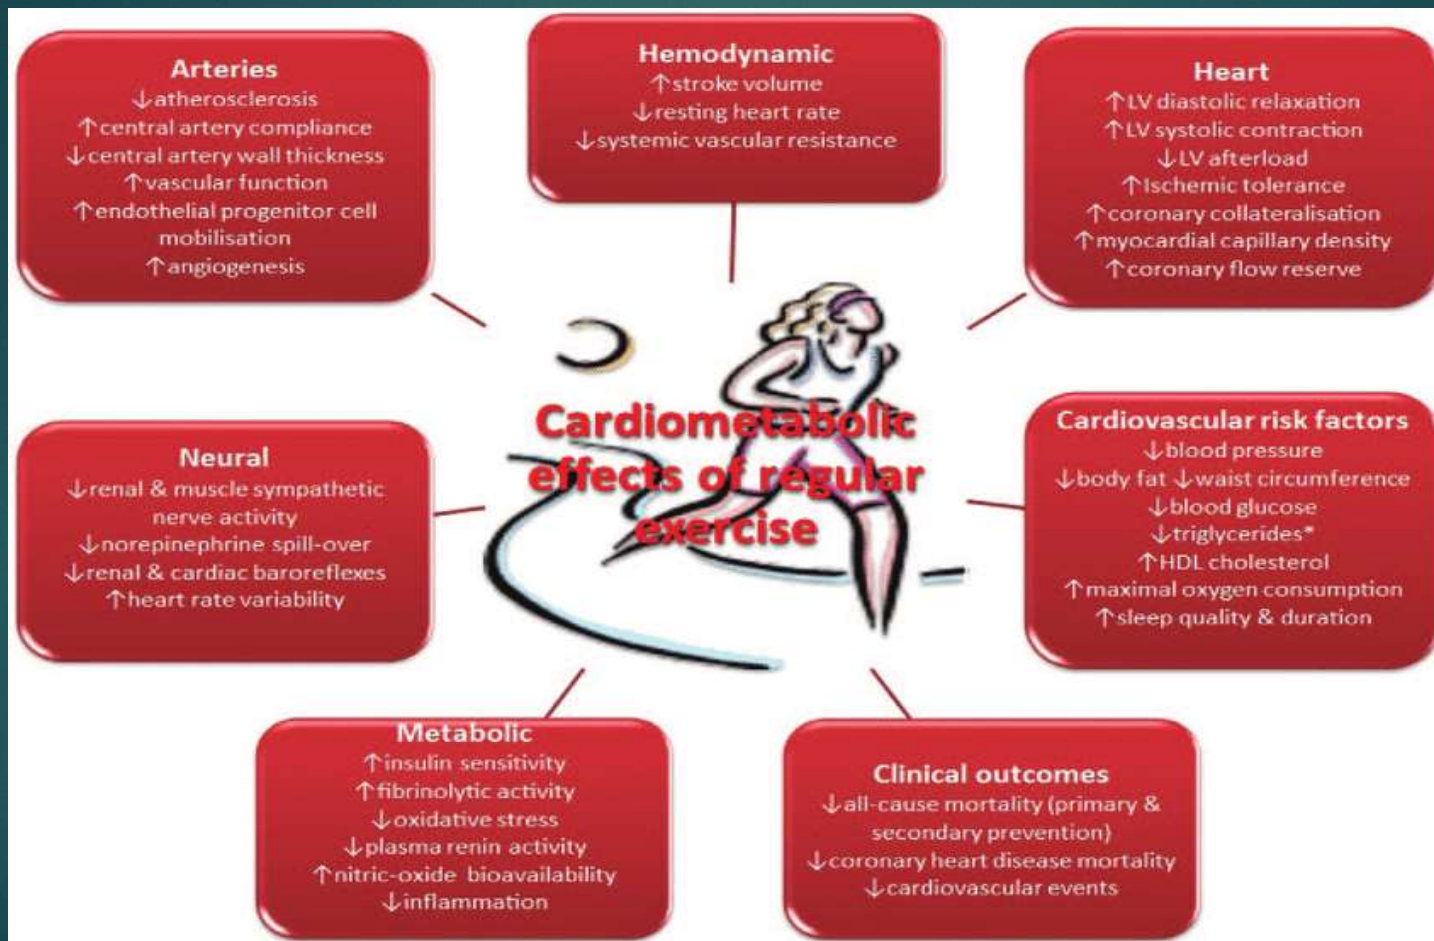 Arteries
↓atherosclerosis
↑central artery compliance
↓central artery wall thickness
↑vascular function
↑endothelial progenitor cell
mobilisation
↑angiogenesis
Hemodynamic
↑stroke volume
↓resting heart rate
↓systemic vascular resistance
Heart
↑LV diastolic relaxation
↑LV systolic contraction
↓LV afterload
↑Ischemic tolerance
↑coronary collateralisation
↑myocardial capillary density
↑coronary flow reserve
Cardiometabolic
effects of regular
exercise
Neural
↓renal & muscle sympathetic
nerve activity
↓norepinephrine spill-over
↓renal & cardiac baroreflexes
↑heart rate variability
Cardiovascular risk factors
↓blood pressure
↓body fat ↓waist circumference
↓blood glucose
↓triglycerides*
↑HDL cholesterol
↑maximal oxygen consumption
↑sleep quality & duration
Metabolic
↑insulin sensitivity
↑fibrinolytic activity
↓oxidative stress
↓plasma renin activity
↑nitric-oxide bioavailability
↓inflammation
Clinical outcomes
↓all-cause mortality (primary &
secondary prevention)
↓coronary heart disease mortality
↓cardiovascular events